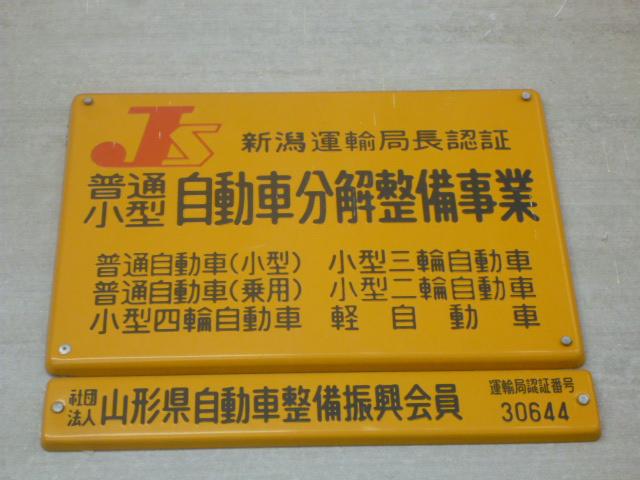 JS 新潟運輸局長認証
普通小型 自動車分解整備事業
普通自動車(小型) 小型三輪自動車
普通自動車(乗用) 小型二輪自動車
小型四輪自動車 軽自動車
社団法人 山形県自動車整備振興会員 運輸局認証番号
30644